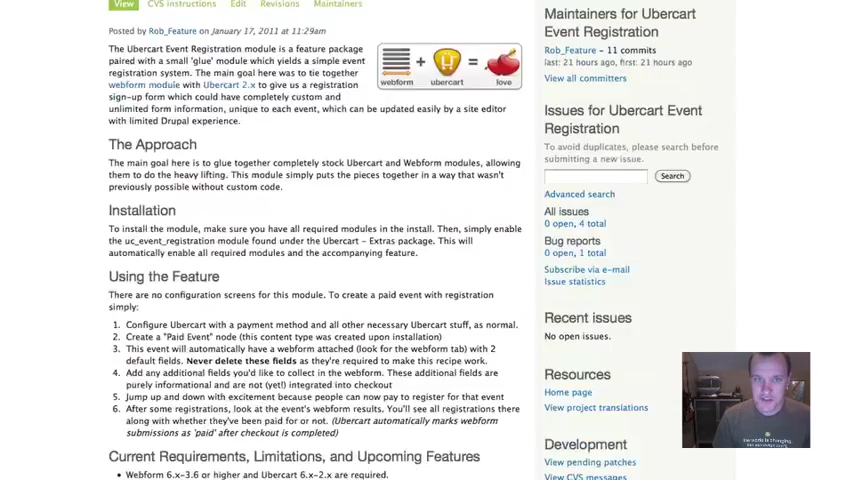 View CVS instructions Edit Revisions Maintainers
Posted by Rob_Feature on January 17, 2011 at 11:29am
The Ubercart Event Registration module is a feature package
paired with a small 'glue' module which yields a simple event
registration system. The main goal here was to tie together
webform module with Ubercart 2.x to give us a registration
sign-up form which could have completely custom and
unlimited form information, unique to each event, which can be updated easily by a site editor
with limited Drupal experience.
webform + ubercart = love
The Approach
The main goal here is to glue together completely stock Ubercart and Webform modules, allowing
them to do the heavy lifting. This module simply puts the pieces together in a way that wasn't
previously possible without custom code.
Installation
To install the module, make sure you have all required modules in the install. Then, simply enable
the uc_event_registration module found under the Ubercart - Extras package. This will
automatically enable all required modules and the accompanying feature.
Using the Feature
There are no configuration screens for this module. To create a paid event with registration
simply:
1. Configure Ubercart with a payment method and all other necessary Ubercart stuff, as normal.
2. Create a "Paid Event" node (this content type was created upon installation)
3. This event will automatically have a webform attached (look for the webform tab) with 2
default fields. Never delete these fields as they're required to make this recipe work.
4. Add any additional fields you'd like to collect in the webform. These additional fields are
purely informational and are not (yet!) integrated into checkout
5. Jump up and down with excitement because people can now pay to register for that event
6. After some registrations, look at the event's webform results. You'll see all registrations there
along with whether they've been paid for or not. (Ubercart automatically marks webform
submissions as 'paid' after checkout is completed)
Current Requirements, Limitations, and Upcoming Features
• Webform 6.x-3.6 or higher and Ubercart 6.x-2.x are required.
Maintainers for Ubercart
Event Registration
Rob_Feature - 11 commits
last: 21 hours ago, first: 21 hours ago
View all committers
Issues for Ubercart Event
Registration
To avoid duplicates, please search before
submitting a new issue.
Search
Advanced search
All issues
0 open, 4 total
Bug reports
0 open, 1 total
Subscribe via e-mail
Issue statistics
Recent issues
No open issues.
Resources
Home page
View project translations
Development
View pending patches
View CVS messages